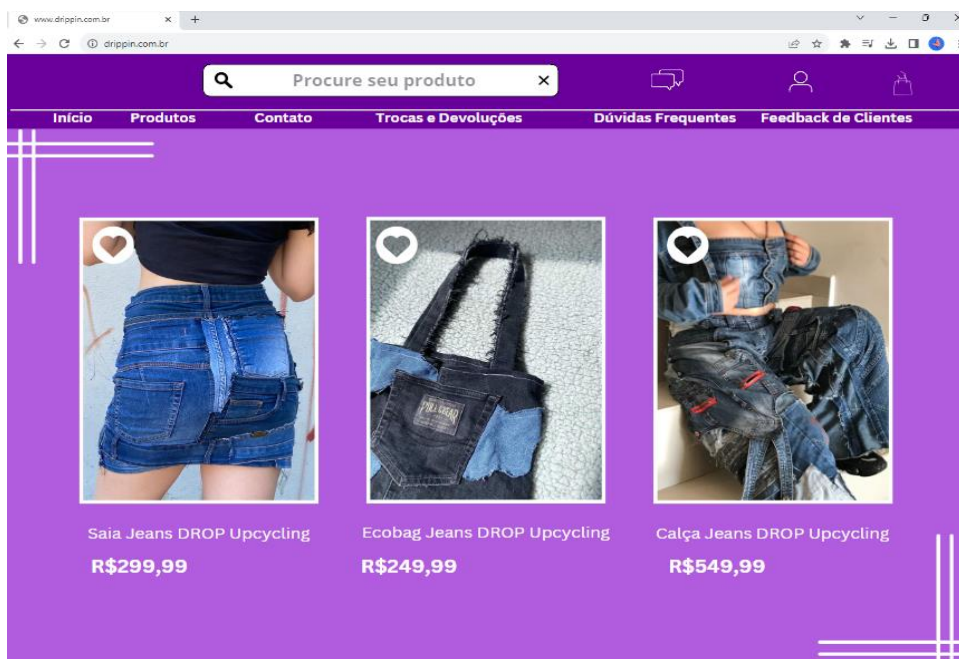 www.drippin.com.br
drippin.com.br
Procure seu produto
Início Produtos Contato Trocas e Devoluções Dúvidas Frequentes Feedback de Clientes
Saia Jeans DROP Upcycling Ecobag Jeans DROP Upcycling Calça Jeans DROP Upcycling
R$299,99 R$249,99 R$549,99